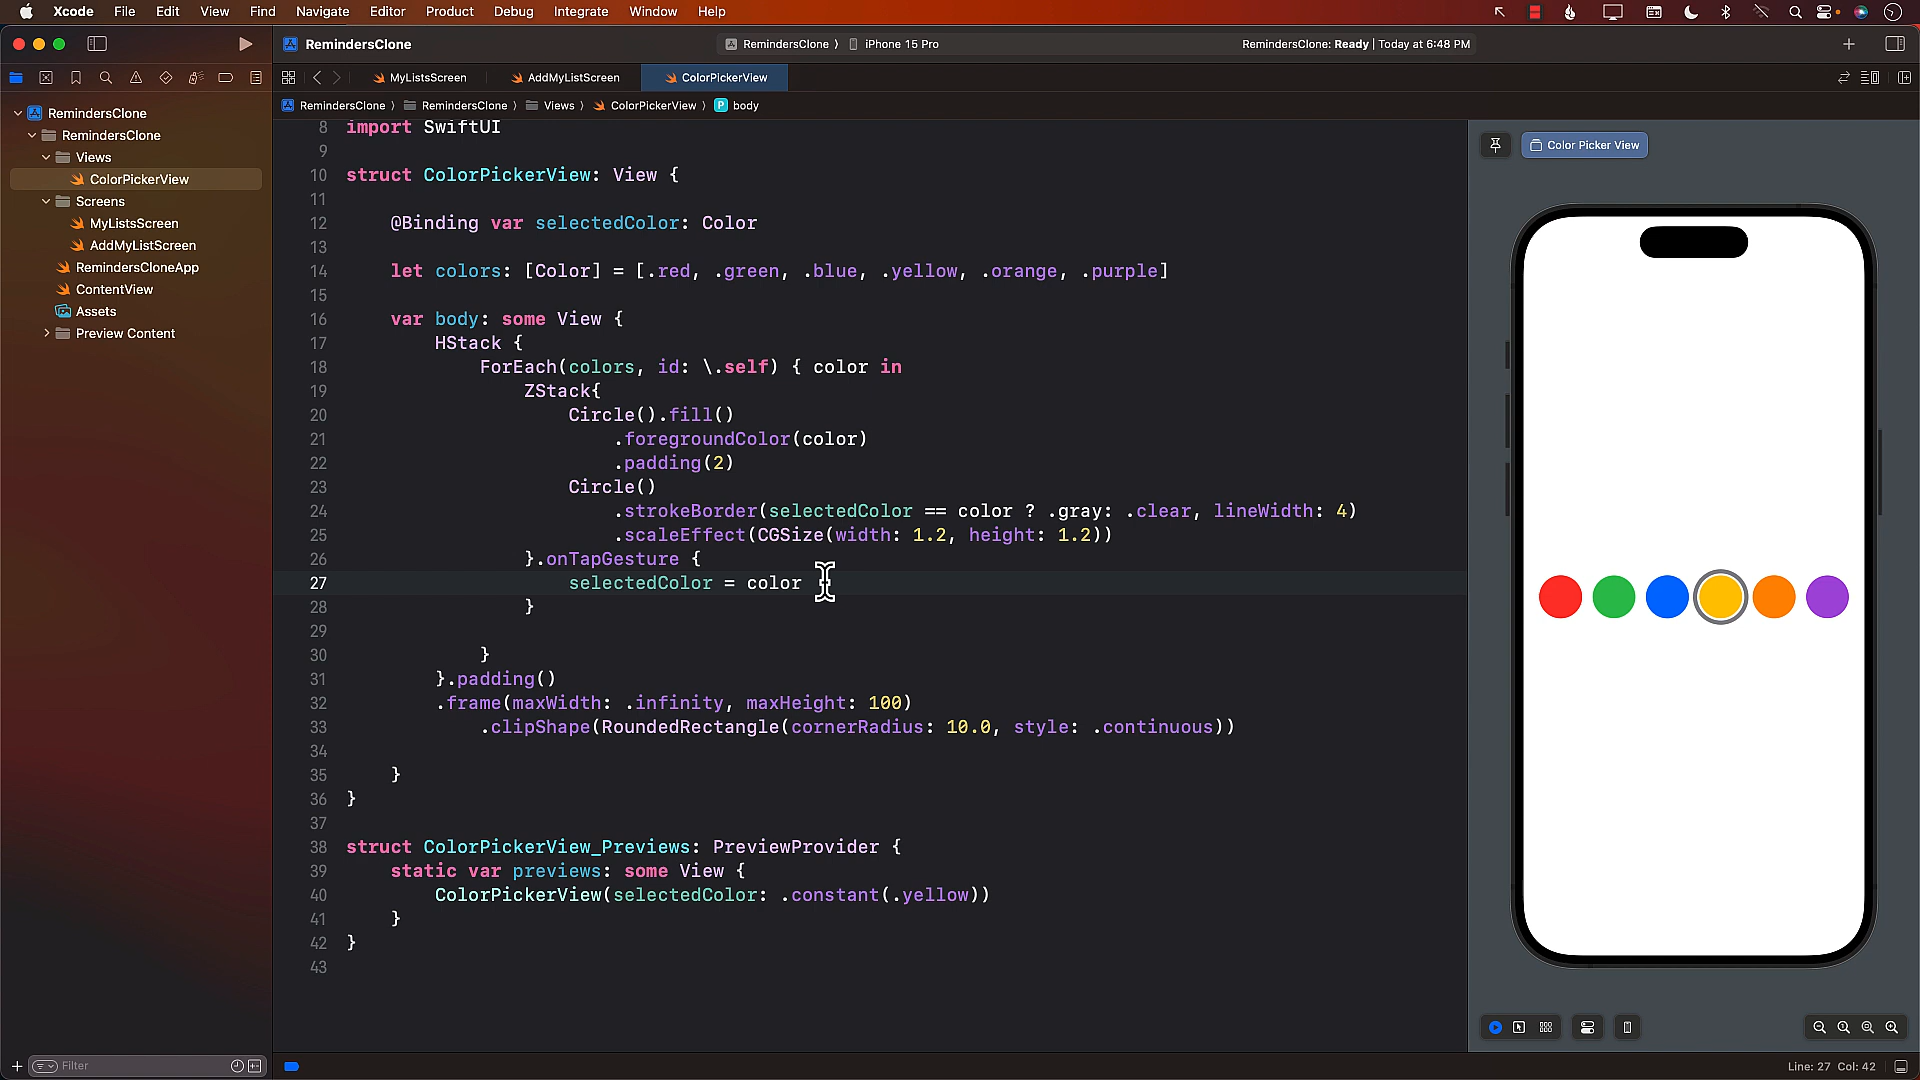 Xcode File Edit View Find Navigate Editor Product Debug Integrate Window Help
RemindersClone
RemindersClone ⟩ iPhone 15 Pro
RemindersClone: Ready | Today at 6:48 PM
MyListsScreen AddMyListScreen ColorPickerView
RemindersClone ⟩ RemindersClone ⟩ Views ⟩ ColorPickerView ⟩ P body
RemindersClone
RemindersClone
Views
ColorPickerView
Screens
MyListsScreen
AddMyListScreen
RemindersCloneApp
ContentView
Assets
Preview Content
Filter
8 import SwiftUI
9
10 struct ColorPickerView: View {
11
12 @Binding var selectedColor: Color
13
14 let colors: [Color] = [.red, .green, .blue, .yellow, .orange, .purple]
15
16 var body: some View {
17 HStack {
18 ForEach(colors, id: \.self) { color in
19 ZStack{
20 Circle().fill()
21 .foregroundColor(color)
22 .padding(2)
23 Circle()
24 .strokeBorder(selectedColor == color ? .gray: .clear, lineWidth: 4)
25 .scaleEffect(CGSize(width: 1.2, height: 1.2))
26 }.onTapGesture {
27 selectedColor = color
28 }
29
30 }
31 }.padding()
32 .frame(maxWidth: .infinity, maxHeight: 100)
33 .clipShape(RoundedRectangle(cornerRadius: 10.0, style: .continuous))
34
35 }
36 }
37
38 struct ColorPickerView_Previews: PreviewProvider {
39 static var previews: some View {
40 ColorPickerView(selectedColor: .constant(.yellow))
41 }
42 }
43
Color Picker View
Line: 27 Col: 42